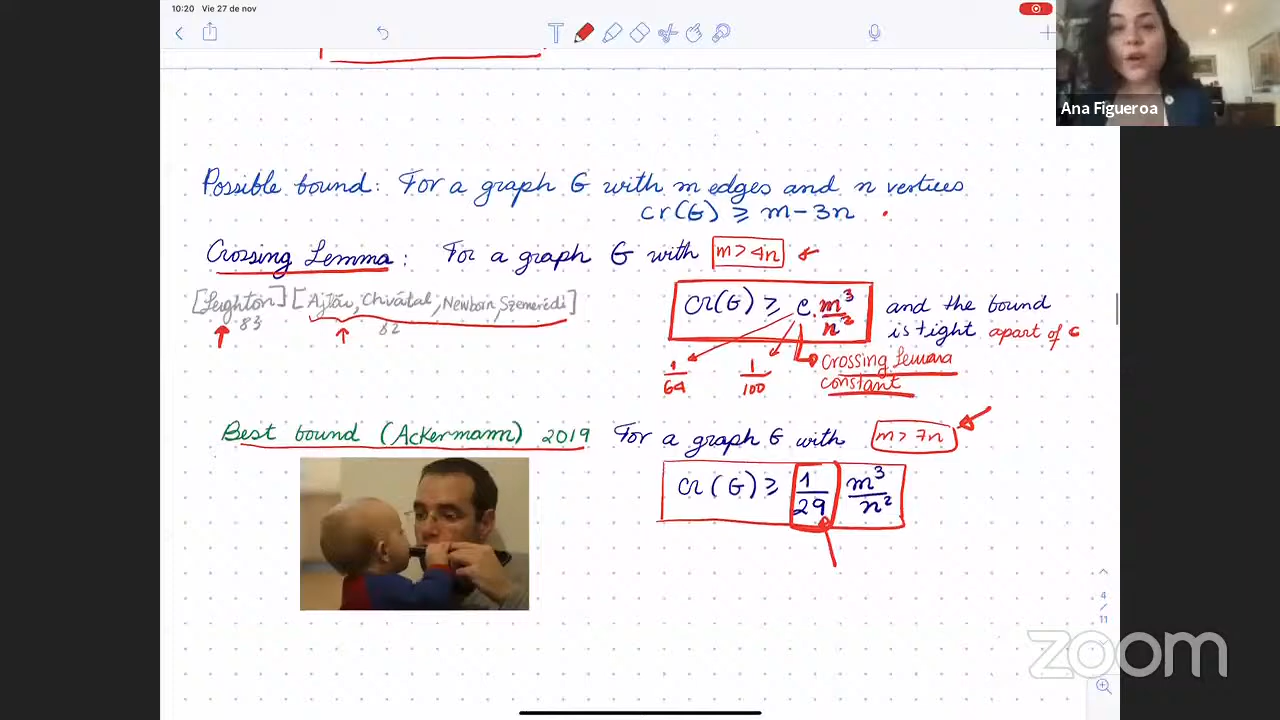 10:20 Vie 27 de nov
Ana Figueroa
Possible bound: For a graph G with m edges and n vertices
cr(G) ≥ m-3n
Crossing Lemma: For a graph G with m>4n
[Leighton] [Ajtái, Chvátal, Newborn, Szemerédi]
83 82
cr(G) ≥ c. m³/n² and the bound
is tight apart of c
1/64 1/100 Crossing Lemma
constant
Best bound (Ackermann) 2019 For a graph G with m>7n
cr(G) ≥ 1/29 m³/n²
4
/
11
zoom